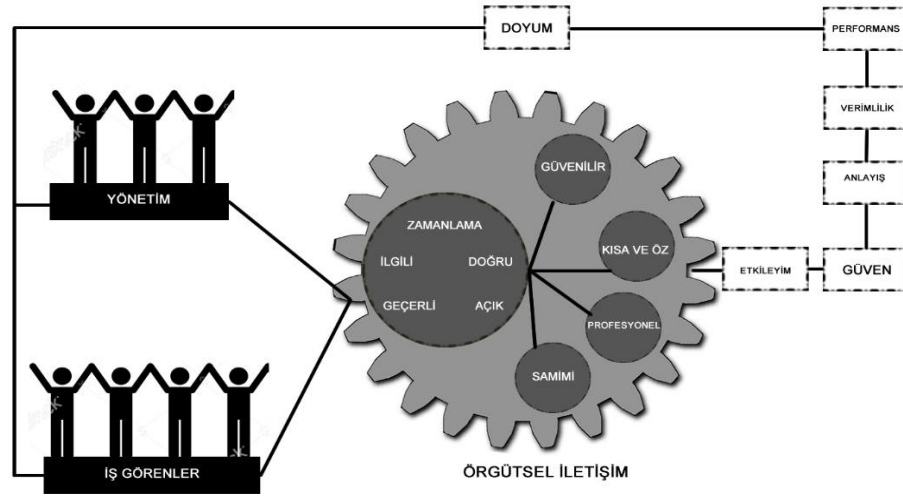 DOYUM
PERFORMANS
VERİMLİLİK
ANLAYIŞ
GÜVEN
ETKİLEYİM
YÖNETİM
İŞ GÖRENLER
ZAMANLAMA
İLGİLİ DOĞRU
GEÇERLİ AÇIK
GÜVENİLİR
KISA VE ÖZ
PROFESYONEL
SAMİMİ
ÖRGÜTSEL İLETİŞİM